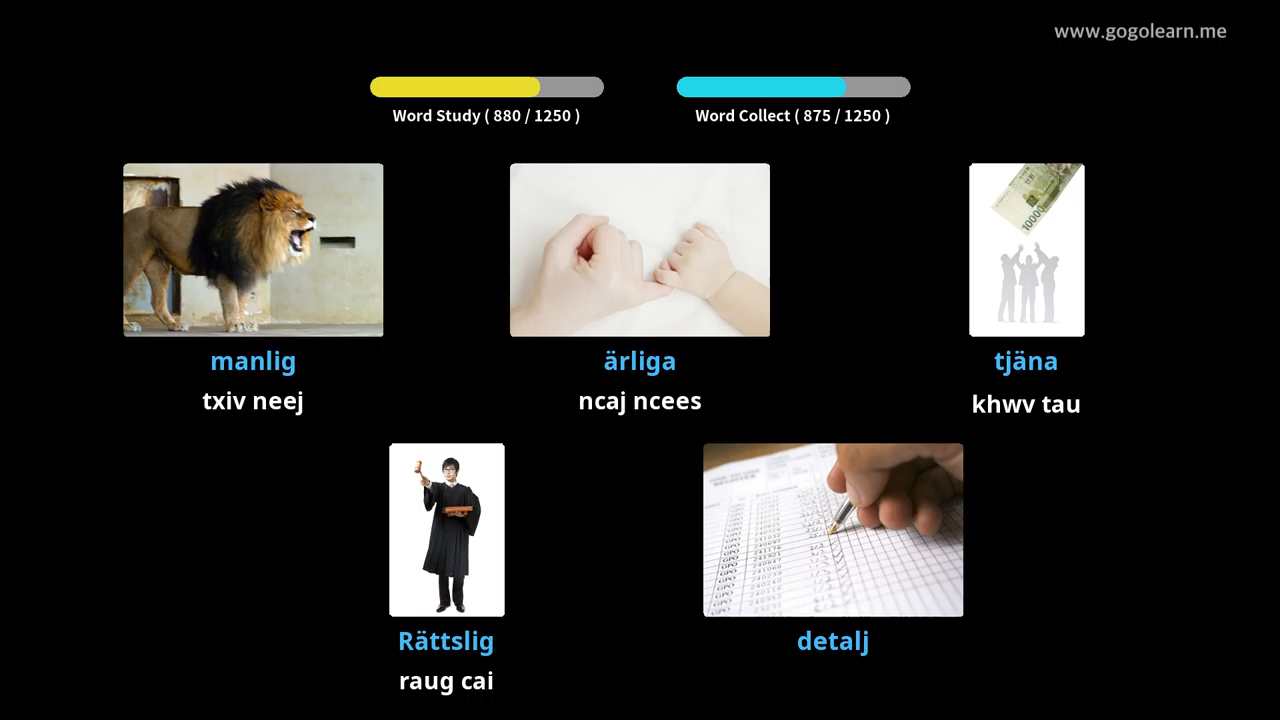 www.gogolearn.me
Word Study ( 880 / 1250 )
Word Collect ( 875 / 1250 )
10000
manlig
ärliga
tjäna
txiv neej
ncaj ncees
khwv tau
Rättslig
detalj
raug cai